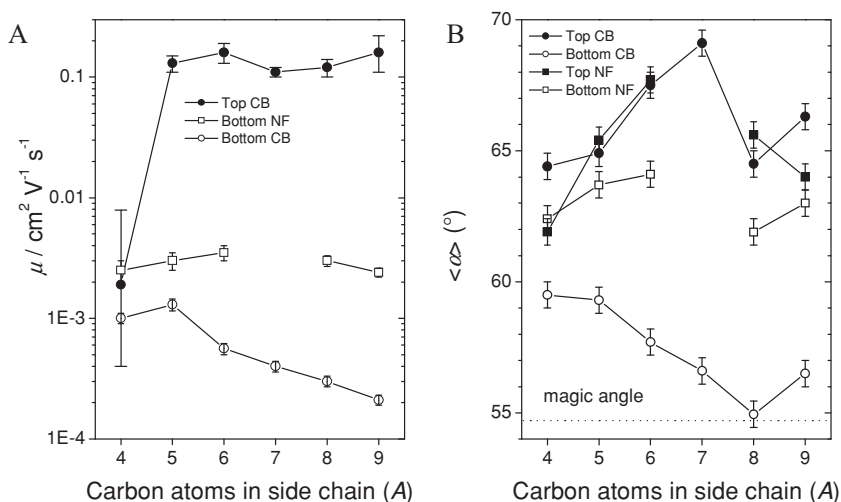 A
μ / cm² V⁻¹ s⁻¹
0.1
0.01
1E-3
1E-4
Top CB
Bottom NF
Bottom CB
4 5 6 7 8 9
Carbon atoms in side chain (A)
B
<α> (°)
70
65
60
55
Top CB
Bottom CB
Top NF
Bottom NF
magic angle
4 5 6 7 8 9
Carbon atoms in side chain (A)